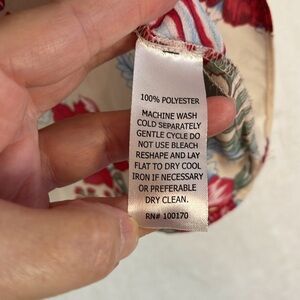 100% POLYESTER
MACHINE WASH
COLD SEPARATELY
GENTLE CYCLE DO
NOT USE BLEACH
RESHAPE AND LAY
FLAT TO DRY COOL
IRON IF NECESSARY
OR PREFERABLE
DRY CLEAN.
RN# 100170